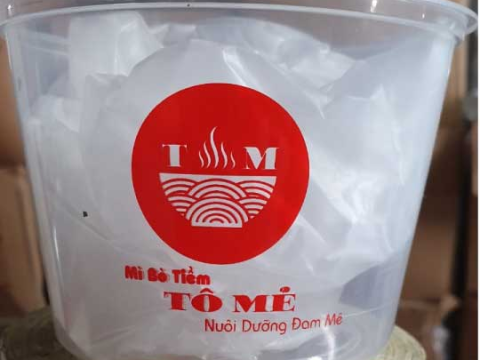 T M
Mì Bò Tiềm
TÔ MẺ
Nuôi Dưỡng Đam Mê